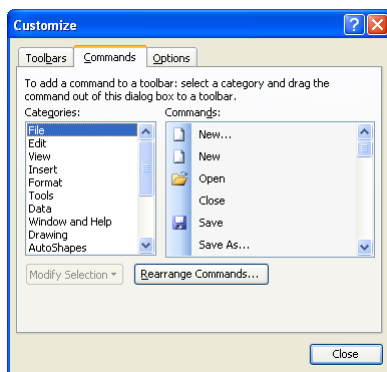 Customize
Toolbars Commands Options
To add a command to a toolbar: select a category and drag the
command out of this dialog box to a toolbar.
Categories: Commands:
File
Edit
View
Insert
Format
Tools
Data
Window and Help
Drawing
AutoShapes
New...
New
Open
Close
Save
Save As...
Modify Selection
Rearrange Commands...
Close